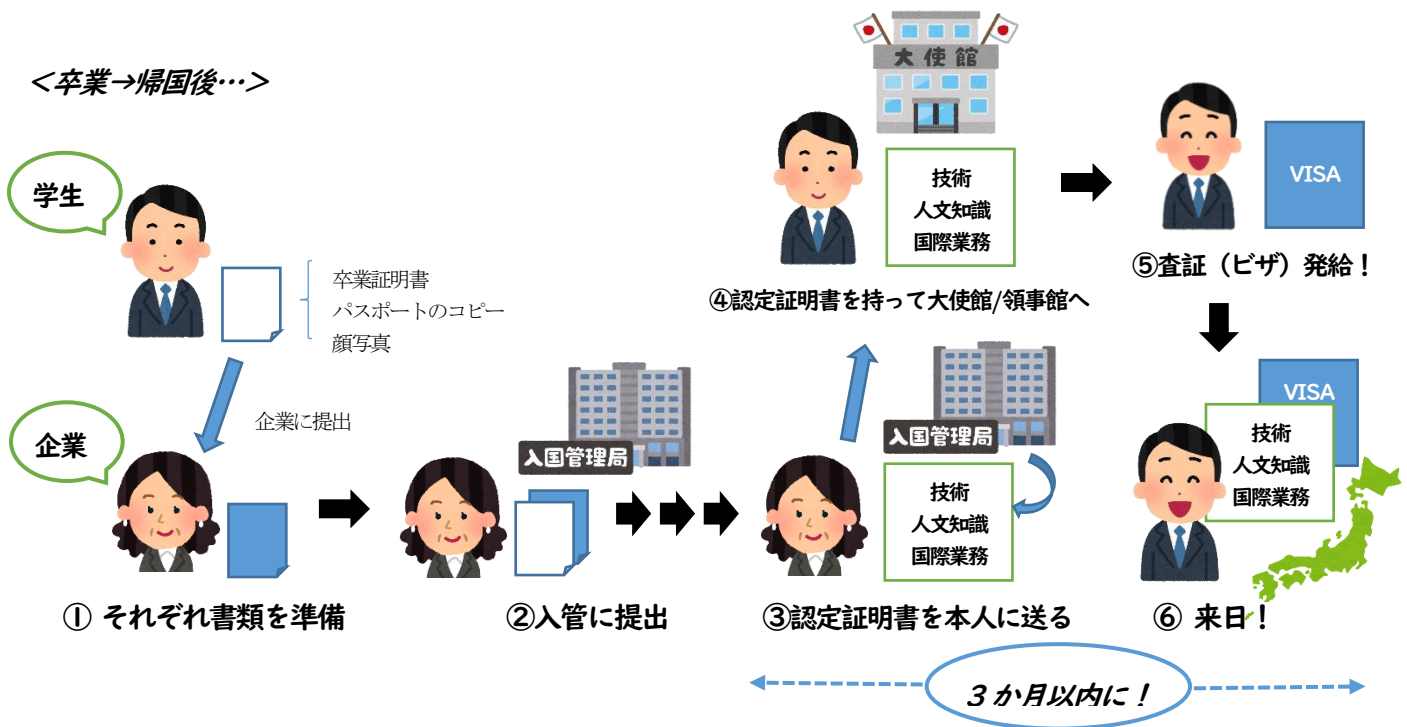 ＜卒業→帰国後…＞
学生
卒業証明書
パスポートのコピー
顔写真
企業に提出
企業
① それぞれ書類を準備
入国管理局
②入管に提出
入国管理局
技術
人文知識
国際業務
③認定証明書を本人に送る
大使館
技術
人文知識
国際業務
④認定証明書を持って大使館/領事館へ
VISA
⑤査証（ビザ）発給！
VISA
技術
人文知識
国際業務
⑥ 来日！
３か月以内に！